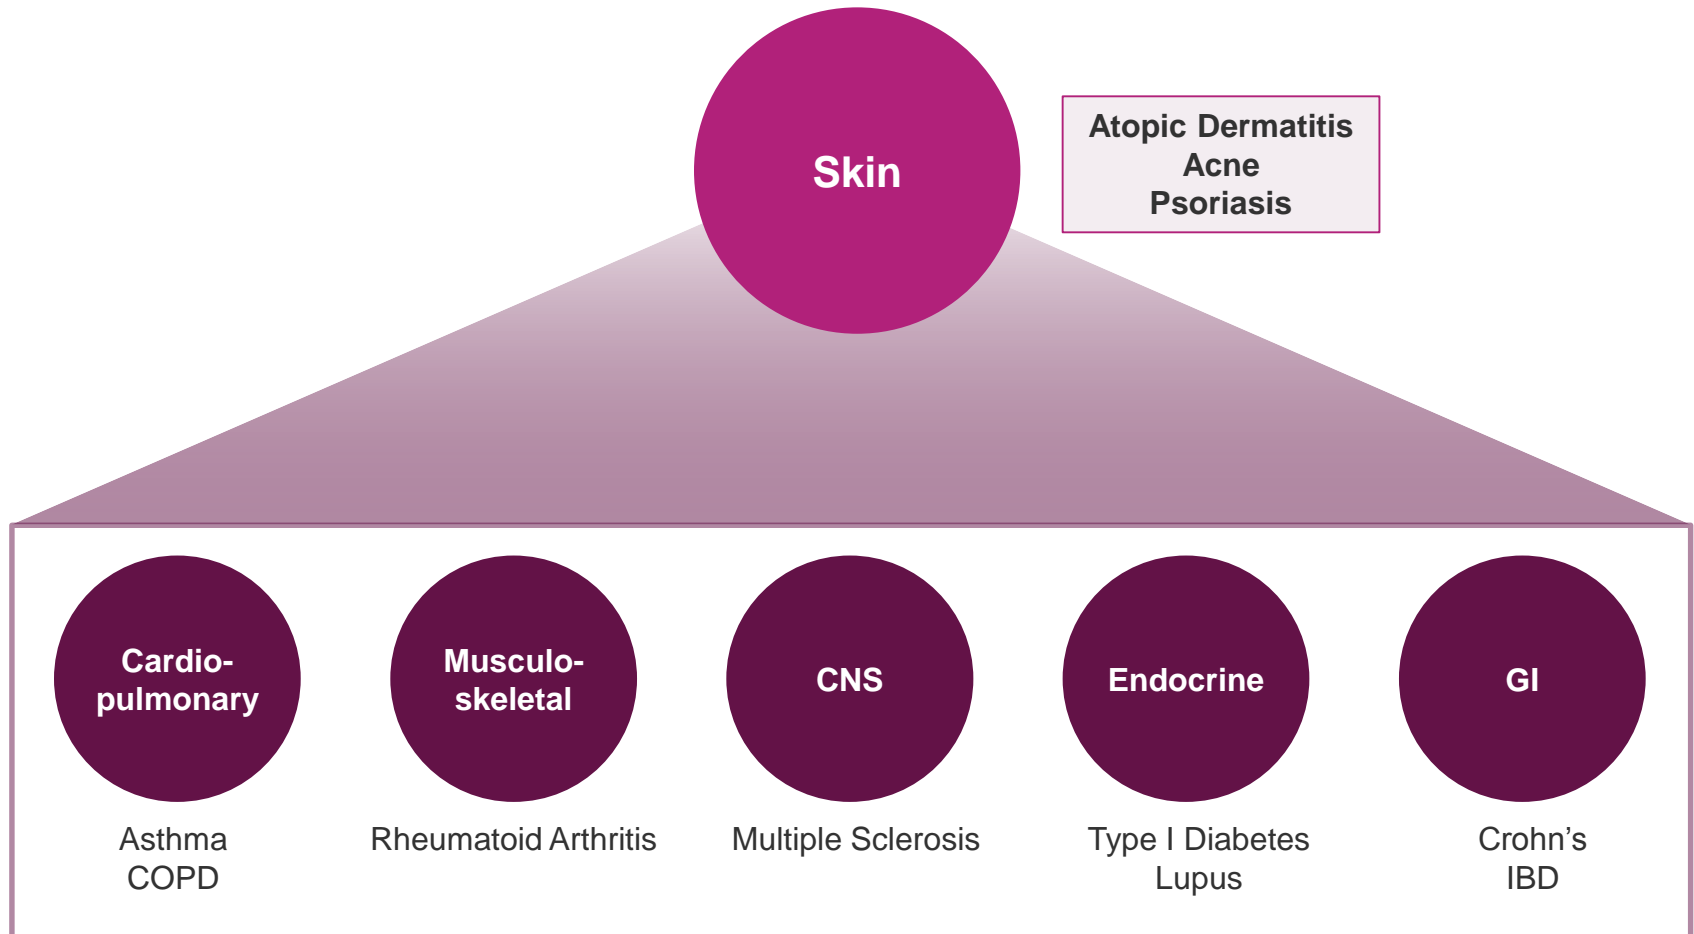 Skin
Atopic Dermatitis
Acne
Psoriasis
Cardio-
pulmonary
Musculo-
skeletal
CNS
Endocrine
GI
Asthma
COPD
Rheumatoid Arthritis
Multiple Sclerosis
Type I Diabetes
Lupus
Crohn’s
IBD